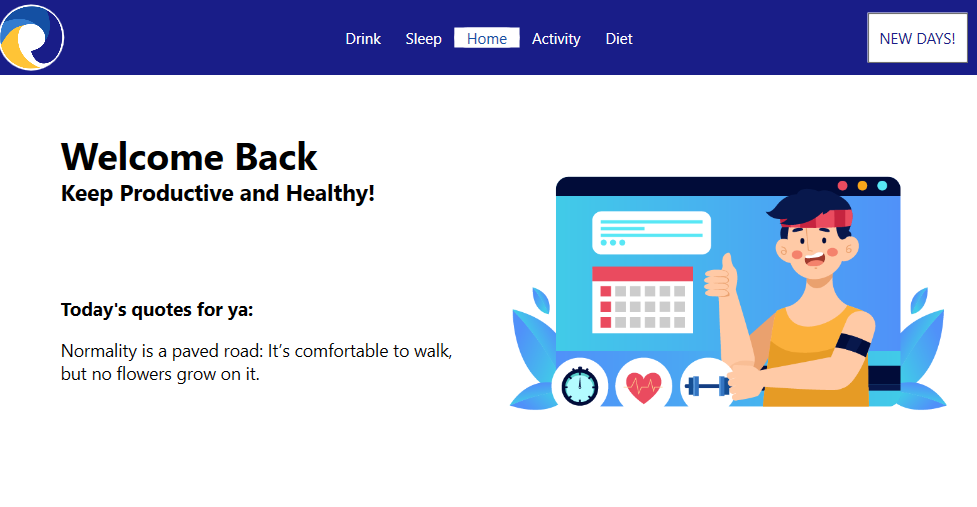 Drink Sleep Home Activity Diet NEW DAYS!
Welcome Back
Keep Productive and Healthy!
Today's quotes for ya:
Normality is a paved road: It’s comfortable to walk,
but no flowers grow on it.